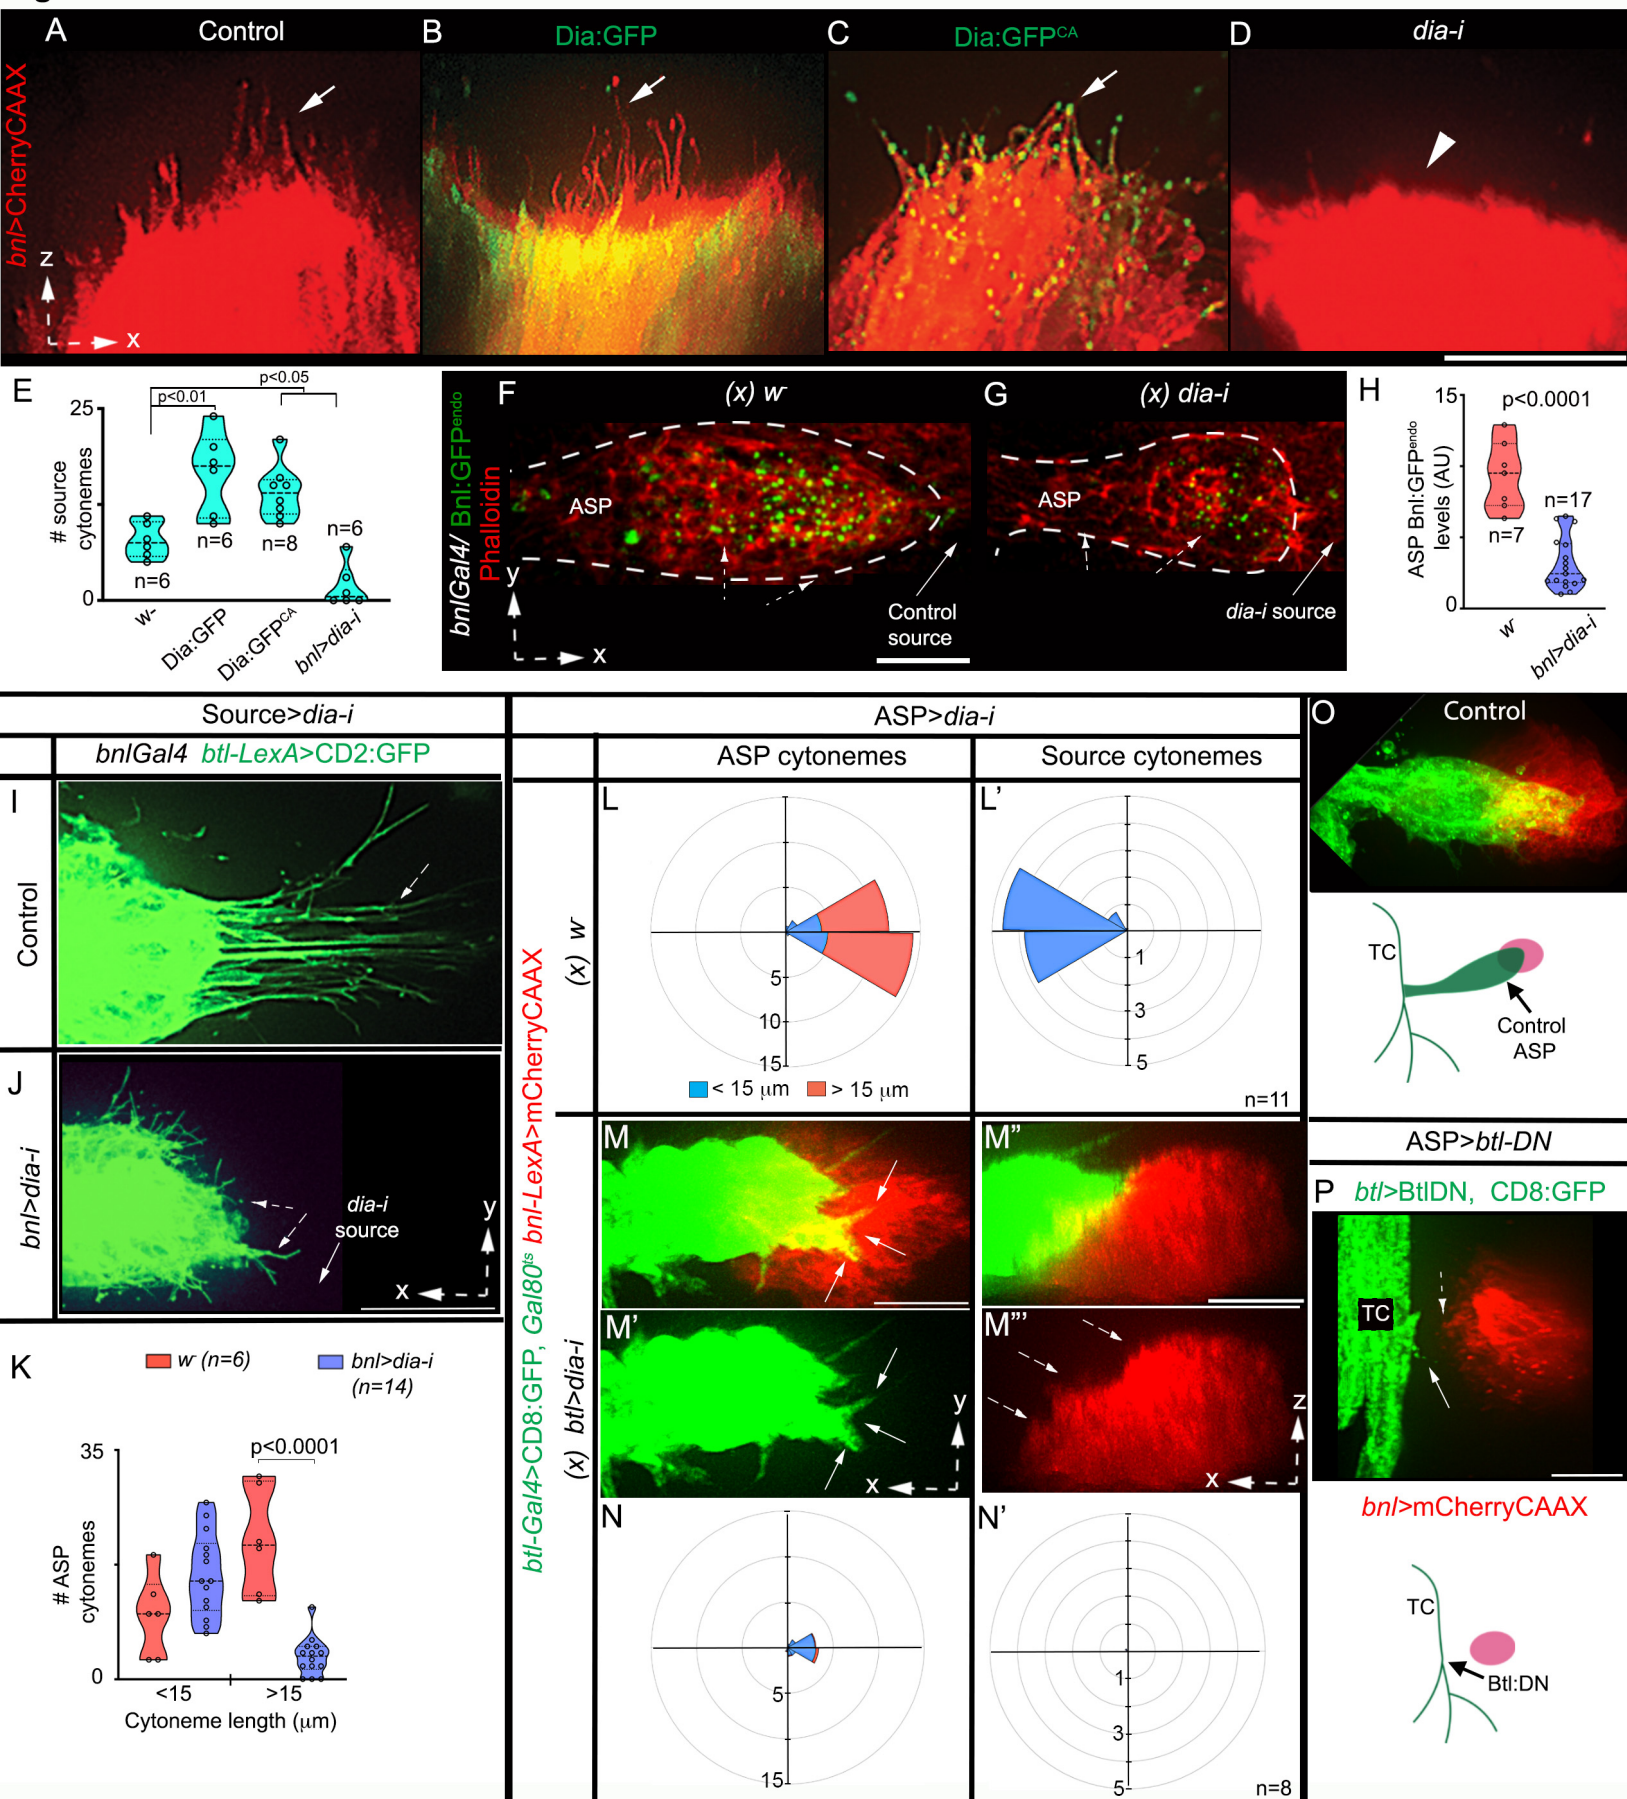 A Control
B Dia:GFP
C Dia:GFPCA
D dia-i
bnl>CherryCAAX
z
x
E
p<0.05
p<0.01
25
0
# source
cytonemes
n=6
n=6
n=8
n=6
w-
Dia:GFP
Dia:GFPCA
bnl>dia-i
F (x) w-
G (x) dia-i
bnlGal4/ Bnl:GFPendo
Phalloidin
ASP
ASP
y
x
Control
source
dia-i source
H
15
p<0.0001
0
ASP Bnl:GFPendo
levels (AU)
n=7
n=17
w-
bnl>dia-i
Source>dia-i
bnlGal4 btl-LexA>CD2:GFP
I
Control
J
bnl>dia-i
dia-i
source
y
x
K
w- (n=6)
bnl>dia-i
(n=14)
35
p<0.0001
0
# ASP
cytonemes
<15 >15
Cytoneme length (μm)
ASP>dia-i
ASP cytonemes
Source cytonemes
btl-Gal4>CD8:GFP, Gal80ts bnl-LexA>mCherryCAAX
(x) w-
L
5
10
15
< 15 μm > 15 μm
L'
1
3
5
n=11
(x) btl>dia-i
M
M''
M'
y
x
M'''
z
x
N
5
15
N'
1
3
5
n=8
O Control
TC
Control
ASP
ASP>btl-DN
P btl>BtlDN, CD8:GFP
TC
bnl>mCherryCAAX
TC
Btl:DN